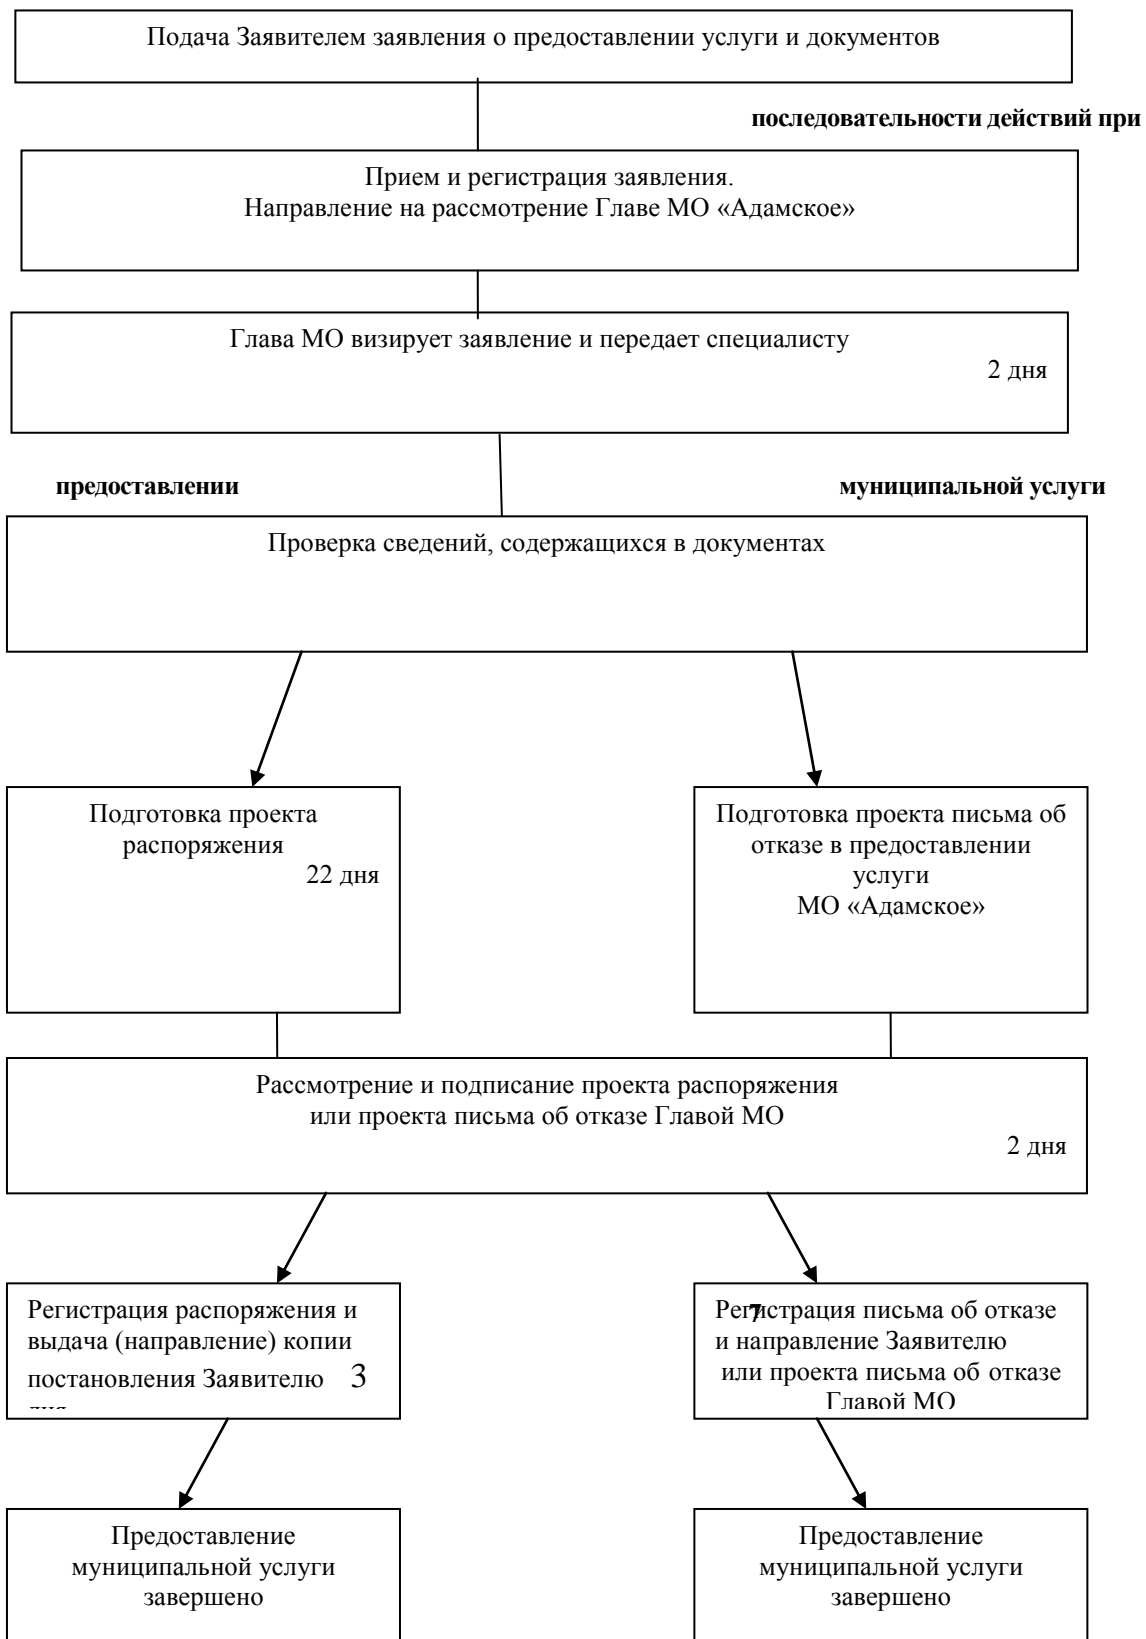 Подача Заявителем заявления о предоставлении услуги и документов
последовательности действий при
Прием и регистрация заявления.
Направление на рассмотрение Главе МО «Адамское»
Глава МО визирует заявление и передает специалисту
2 дня
предоставлении
муниципальной услуги
Проверка сведений, содержащихся в документах
Подготовка проекта
распоряжения
22 дня
Подготовка проекта письма об
отказе в предоставлении
услуги
МО «Адамское»
Рассмотрение и подписание проекта распоряжения
или проекта письма об отказе Главой МО
2 дня
Регистрация распоряжения и
выдача (направление) копии
постановления Заявителю 3
Регистрация письма об отказе
7
и направление Заявителю
или проекта письма об отказе
Главой МО
Предоставление
муниципальной услуги
завершено
Предоставление
муниципальной услуги
завершено